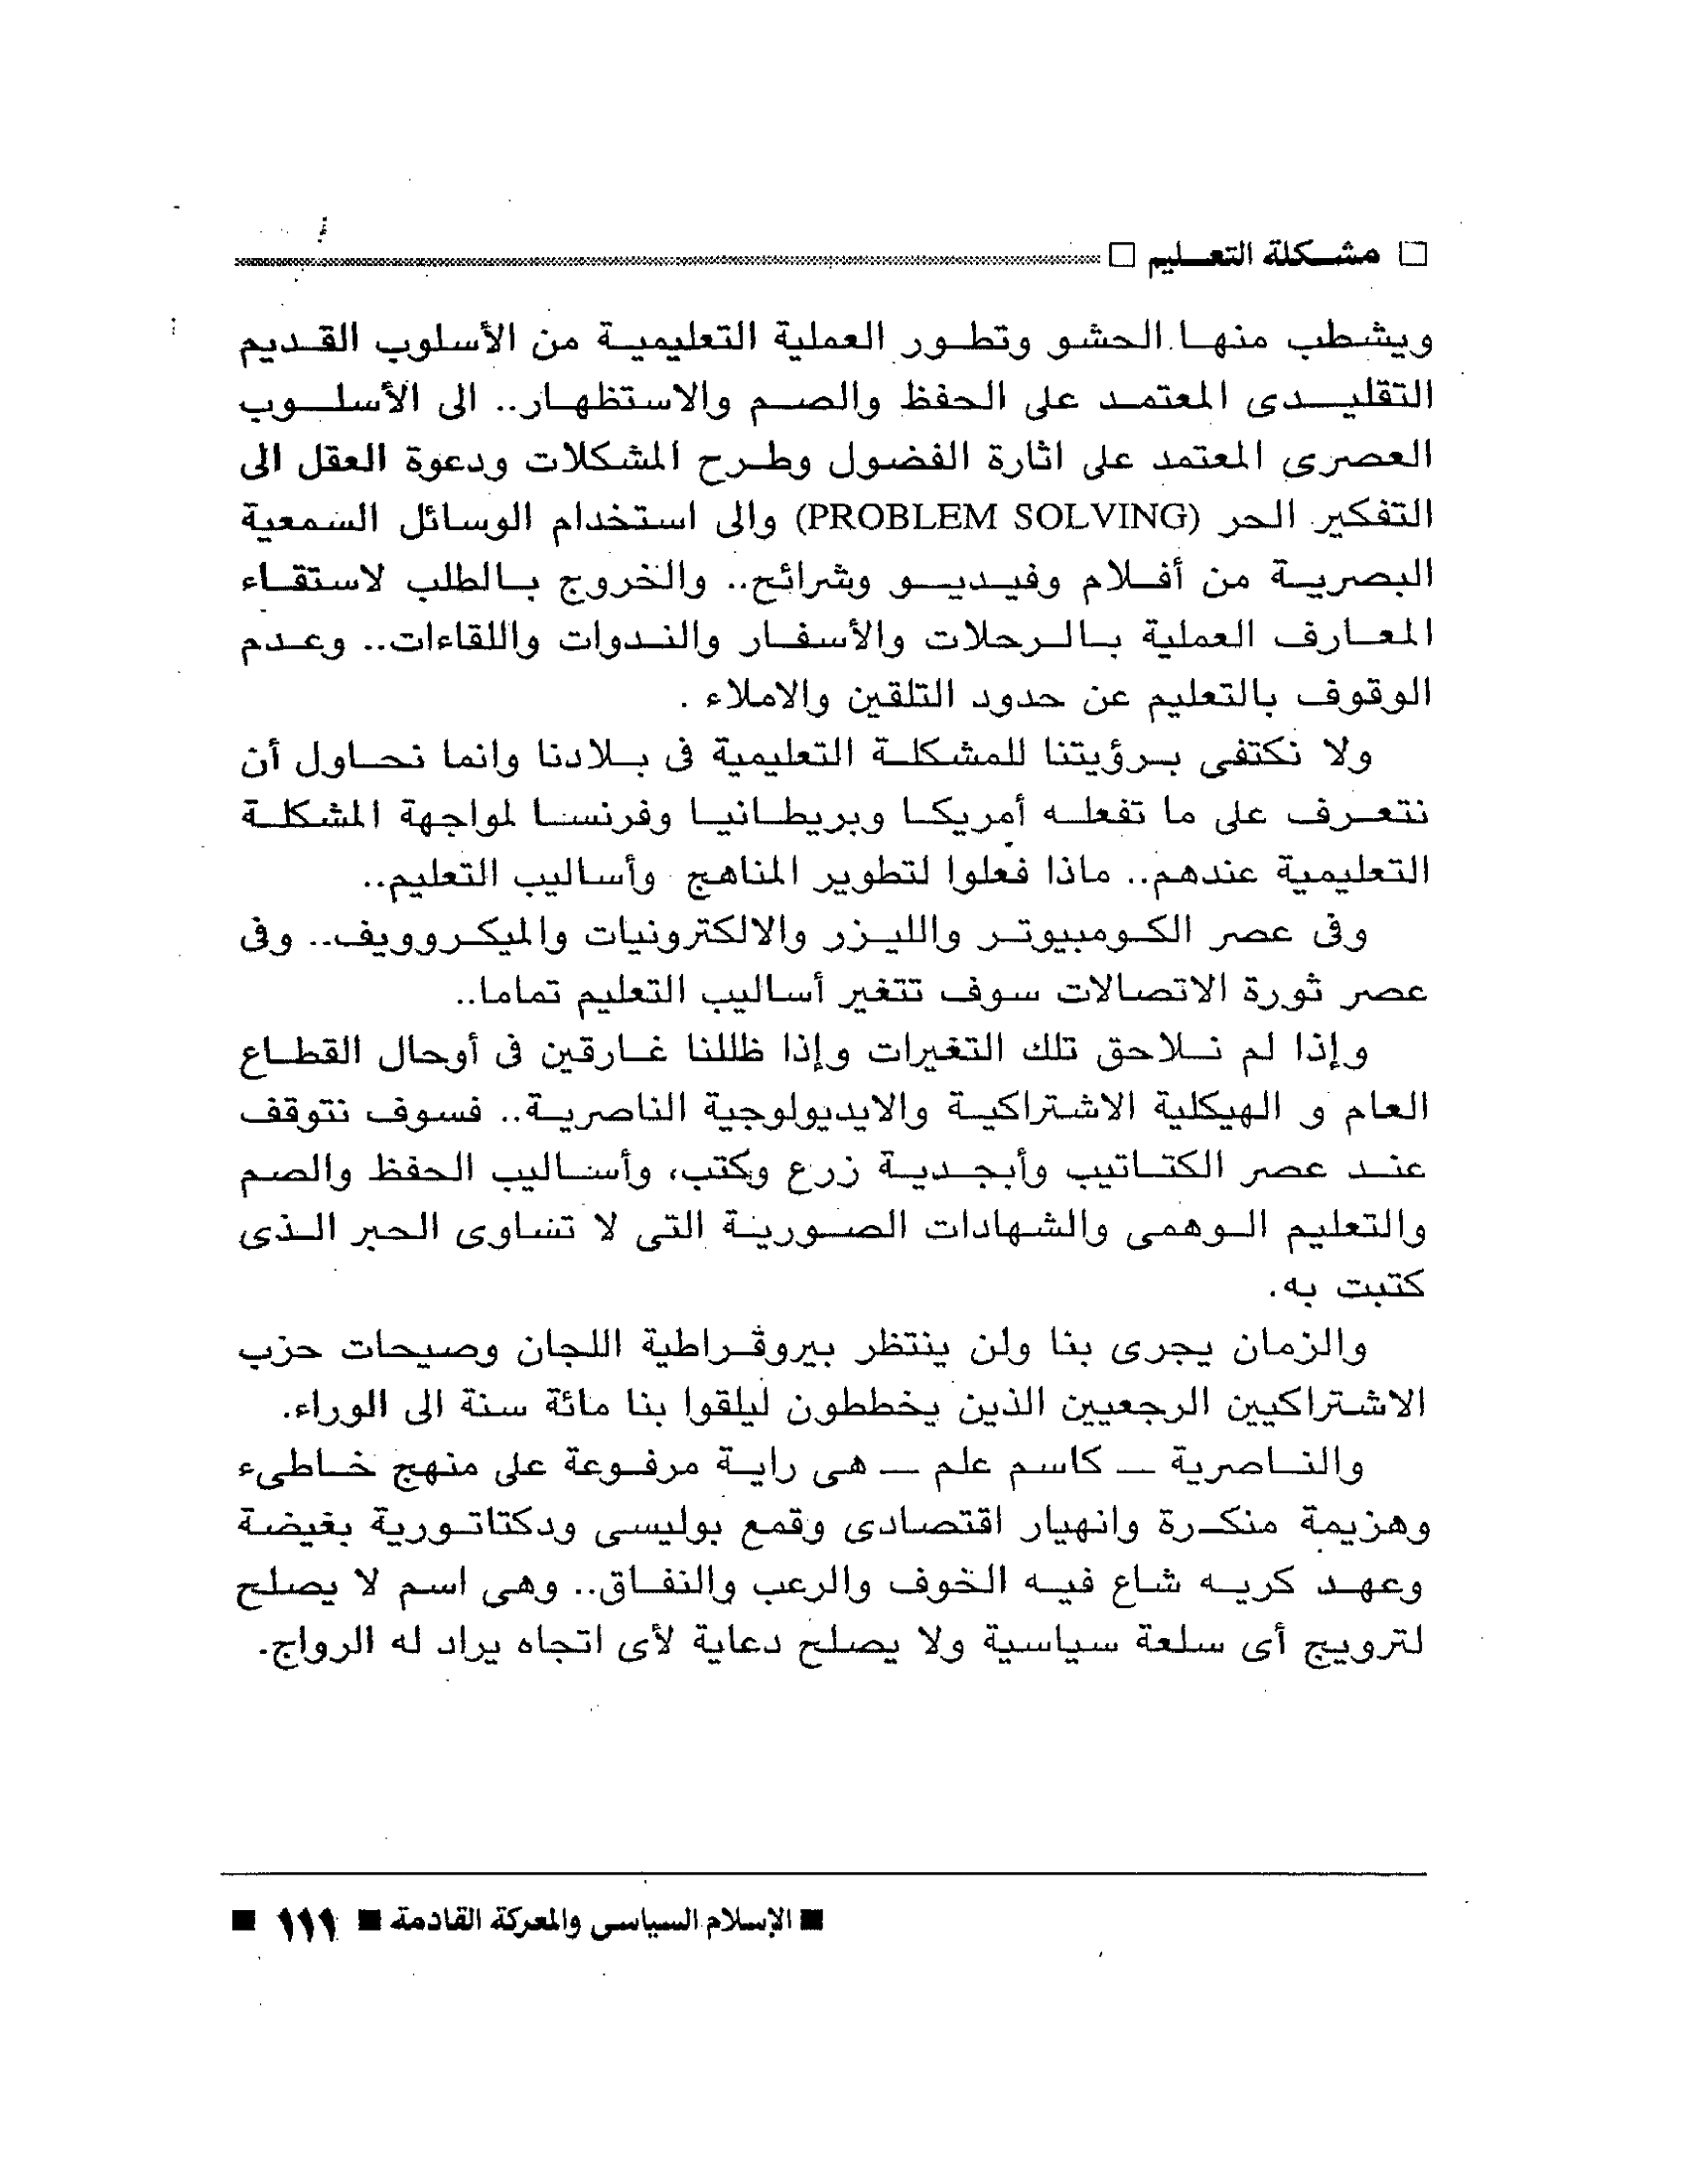 □ مشكلة التعليم □
ويشطب منها الحشو وتطور العملية التعليمية من الأسلوب القديم
التقليدى المعتمد على الحفظ والصم والاستظهار.. الى الأسلوب
العصرى المعتمد على اثارة الفضول وطرح المشكلات ودعوة العقل الى
التفكير الحر (PROBLEM SOLVING) والى استخدام الوسائل السمعية
البصرية من أفلام وفيديو وشرائح.. والخروج بالطلب لاستقاء
المعارف العملية بالرحلات والأسفار والندوات واللقاءات.. وعدم
الوقوف بالتعليم عن حدود التلقين والاملاء .
ولا نكتفى برؤيتنا للمشكلة التعليمية فى بلادنا وانما نحاول أن
نتعرف على ما تفعله أمريكا وبريطانيا وفرنسا لمواجهة المشكلة
التعليمية عندهم.. ماذا فعلوا لتطوير المناهج وأساليب التعليم..
وفى عصر الكومبيوتر والليزر والالكترونيات والميكروويف.. وفى
عصر ثورة الاتصالات سوف تتغير أساليب التعليم تماما..
وإذا لم نلاحق تلك التغيرات وإذا ظللنا غارقين فى أوحال القطاع
العام و الهيكلية الاشتراكية والايديولوجية الناصرية.. فسوف نتوقف
عند عصر الكتاتيب وأبجدية زرع وكتب، وأساليب الحفظ والصم
والتعليم الوهمى والشهادات الصورية التى لا تساوى الحبر الذى
كتبت به.
والزمان يجرى بنا ولن ينتظر بيروقراطية اللجان وصيحات حزب
الاشتراكيين الرجعيين الذين يخططون ليلقوا بنا مائة سنة الى الوراء.
والناصرية ــ كاسم علم ــ هى راية مرفوعة على منهج خاطىء
وهزيمة منكرة وانهيار اقتصادى وقمع بوليسى ودكتاتورية بغيضة
وعهد كريه شاع فيه الخوف والرعب والنفاق.. وهى اسم لا يصلح
لترويج أى سلعة سياسية ولا يصلح دعاية لأى اتجاه يراد له الرواج.
■ الإسلام السياسى والمعركة القادمة ■ ١١١ ■